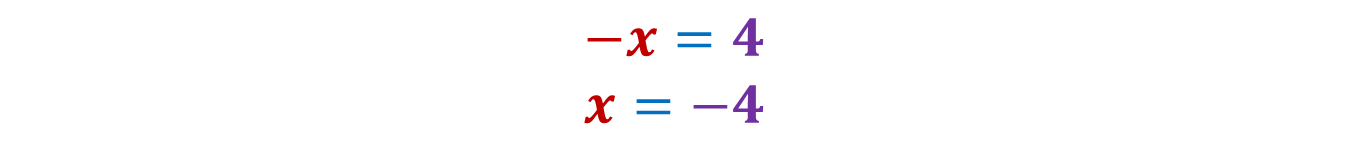 −x = 4
x = −4